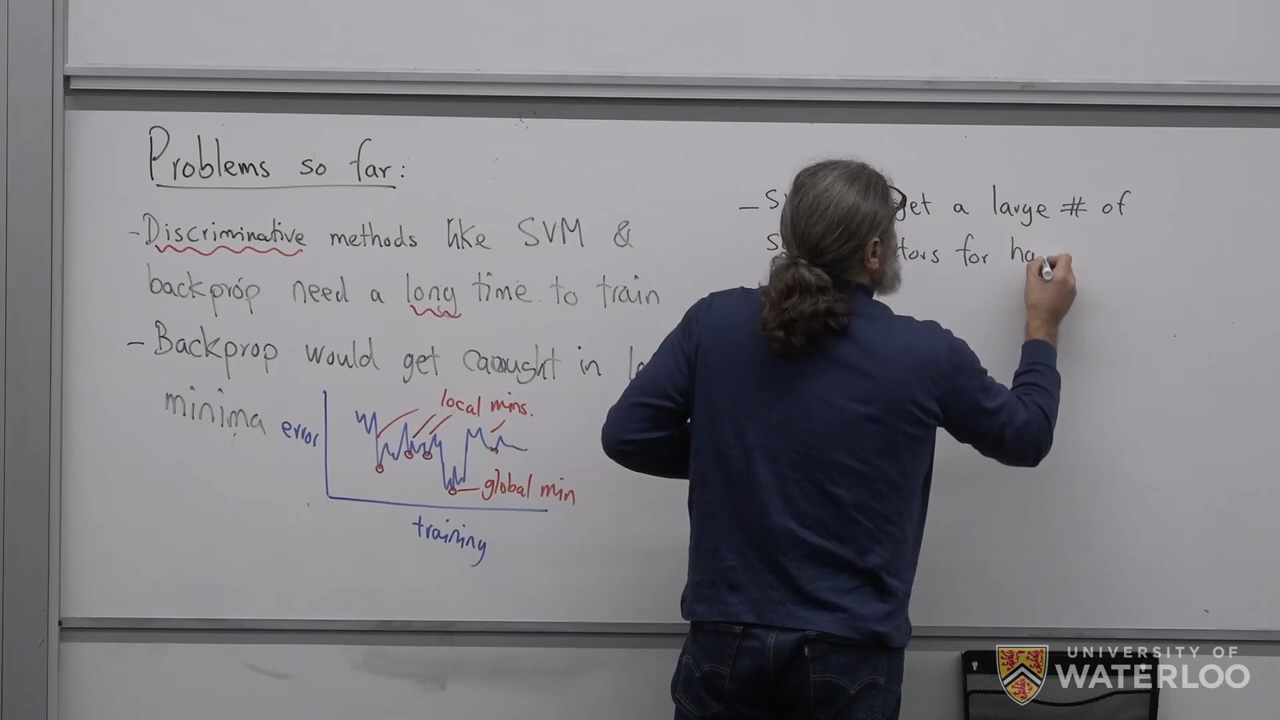 Problems so far:
-Discriminative methods like SVM &
backprop need a long time to train
- Backprop would get caought in
minima
error
local mins.
global min
training
- get a large # of
for
UNIVERSITY OF
WATERLOO